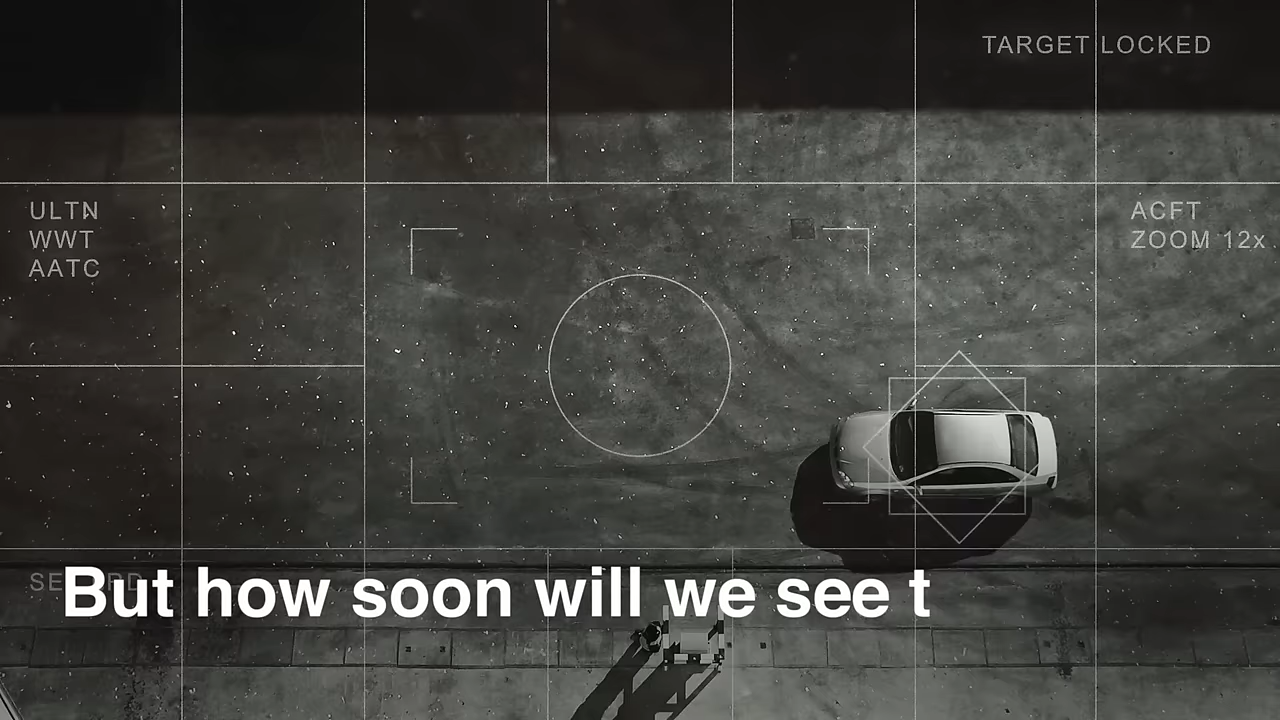 TARGET LOCKED
ULTN
WWT
AATC
ACFT
ZOOM 12x
But how soon will we see t